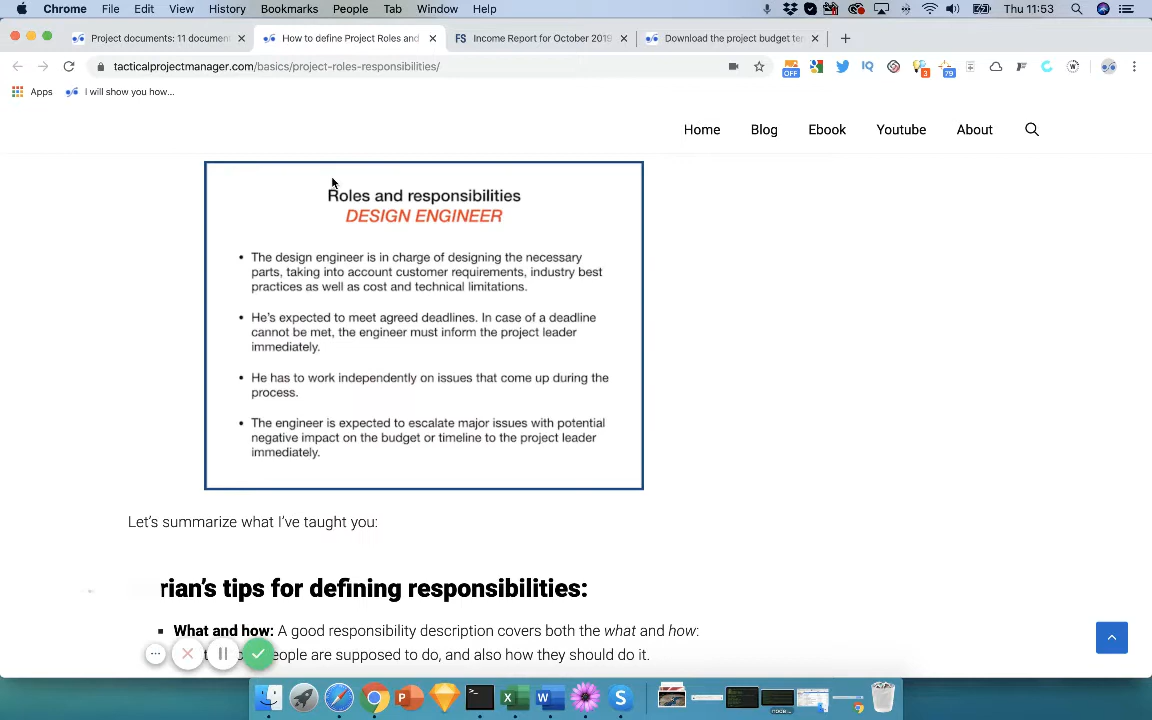 Chrome File Edit View History Bookmarks People Tab Window Help Thu 11:53
Project documents: 11 documen How to define Project Roles and FS Income Report for October 2019 Download the project budget ter
tacticalprojectmanager.com/basics/project-roles-responsibilities/ OFF IQ 3 79
Apps I will show you how...
Home Blog Ebook Youtube About
Roles and responsibilities
DESIGN ENGINEER
• The design engineer is in charge of designing the necessary
parts, taking into account customer requirements, industry best
practices as well as cost and technical limitations.
• He's expected to meet agreed deadlines. In case of a deadline
cannot be met, the engineer must inform the project leader
immediately.
• He has to work independently on issues that come up during the
process.
• The engineer is expected to escalate major issues with potential
negative impact on the budget or timeline to the project leader
immediately.
Let's summarize what I've taught you:
rian's tips for defining responsibilities:
▪ What and how: A good responsibility description covers both the what and how:
eople are supposed to do, and also how they should do it.